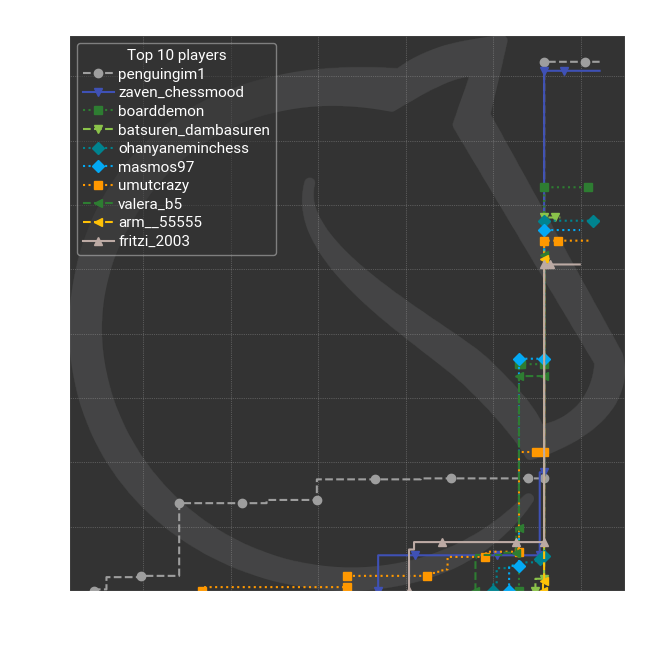 Top 10 players
penguingim1
zaven_chessmood
boarddemon
batsuren_dambasuren
ohanyaneminchess
masmos97
umutcrazy
valera_b5
arm__55555
fritzi_2003